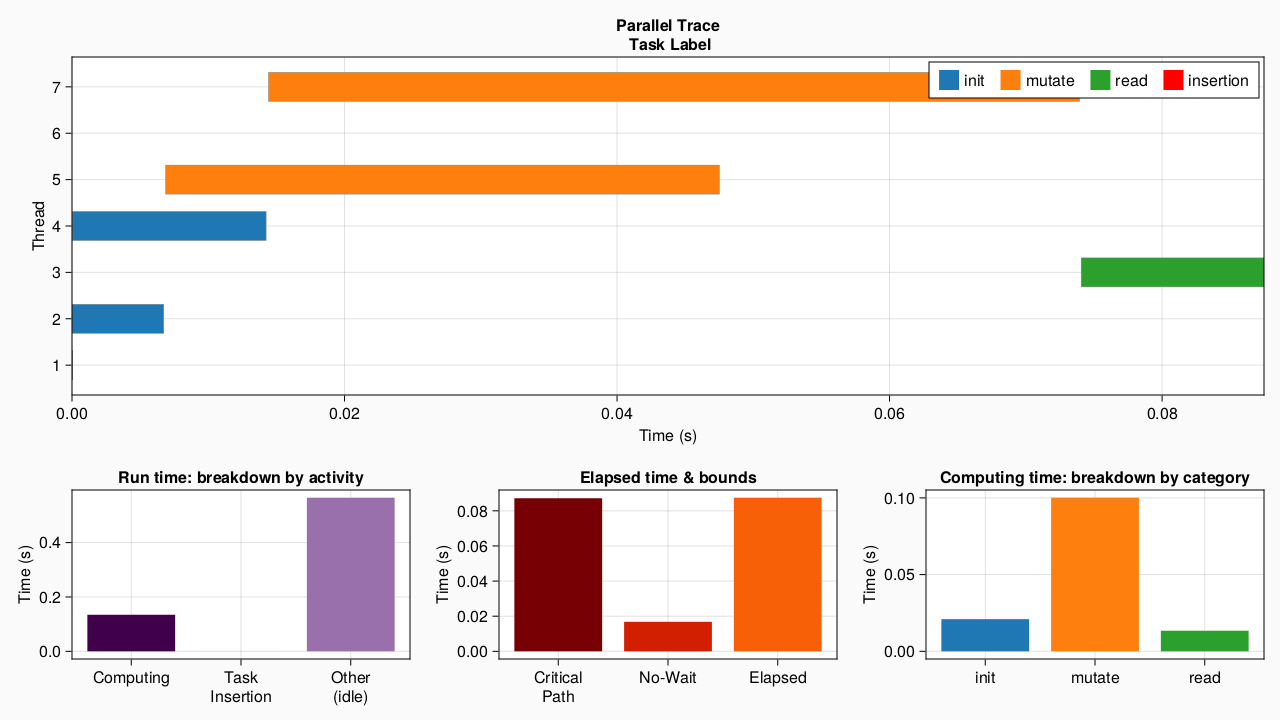 Parallel Trace
Task Label
init mutate read insertion
7
6
5
4
3
2
1
Thread
0.00 0.02 0.04 0.06 0.08
Time (s)
Run time: breakdown by activity
Time (s)
0.4
0.2
0.0
Computing Task Other
Insertion (idle)
Elapsed time & bounds
Time (s)
0.08
0.06
0.04
0.02
0.00
Critical No-Wait Elapsed
Path
Computing time: breakdown by category
Time (s)
0.10
0.05
0.00
init mutate read